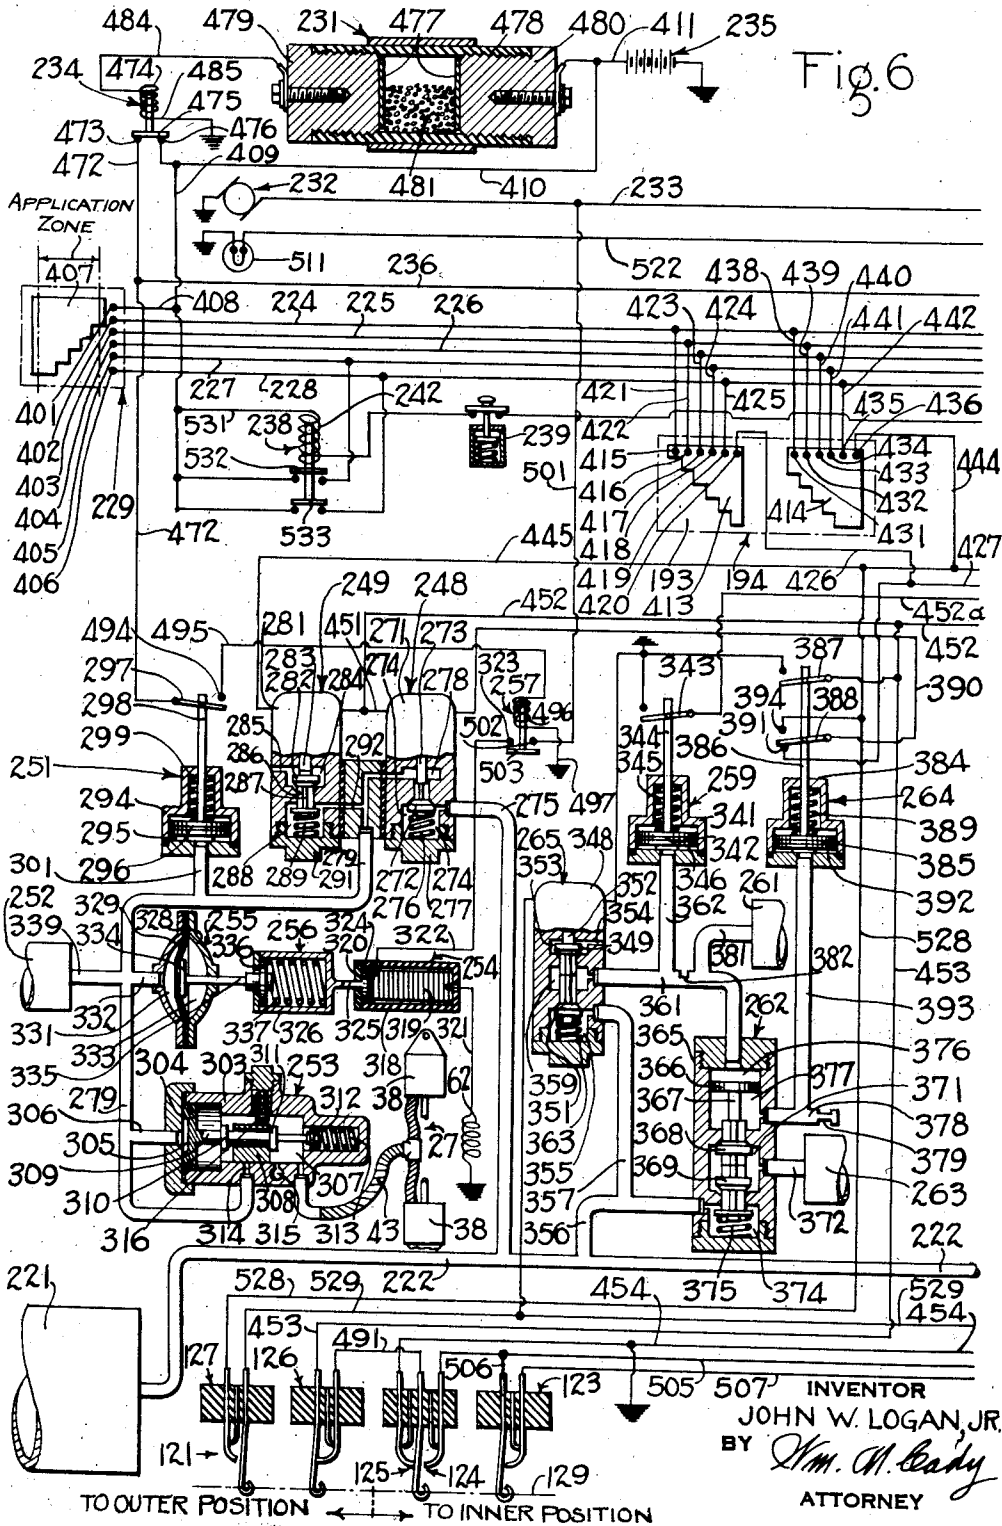 484 479 231 477 478 480 411 235
Fig. 6
5
234 474 485
475
473 476
472 409
481 410
232 233
APPLICATION
ZONE
511 522
236
407 408 224 225 226
438 439 440
423 424 441 442
227 228 242
421 425 435 436
401 531 238 239 422
402 532 415 434 444
403 501 416 433
404 229 417 414 432
405 533 418 431
406 472 445 419 193 194 426 427
420 413
249 248 452 452a
494 495 281 451 271 273 452
297 283 274 323 343 387
298 282 284 278 257 394 388 390
299 285 292 496 344 391
251 286 502 345 386 384
287 503 259 264
294 275 497 341 389
295 265 348 342 385
296 288 289 291 279 272 274 353 346 261 392
301 276 277 352 362
252 329 328 255 324 354 528
339 334 336 256 320 322 349 381 382
254 453
331 332 337 326 325 319 321 361 393
333 318 262
335 304 303 311 253 38 62 359 365 376
279 312 351 366 377
306 27 363 367 371
305 355 368 378
309 357 369 379
310 308 307 263
316 314 315 313 43 38 356 372
221 222 375 374 222
528 529 454 529
453 454
127 126 491 506 123
505 507
121 125 124 129
TO OUTER POSITION TO INNER POSITION
INVENTOR
JOHN W. LOGAN, JR.
BY Wm. M. Cady
ATTORNEY